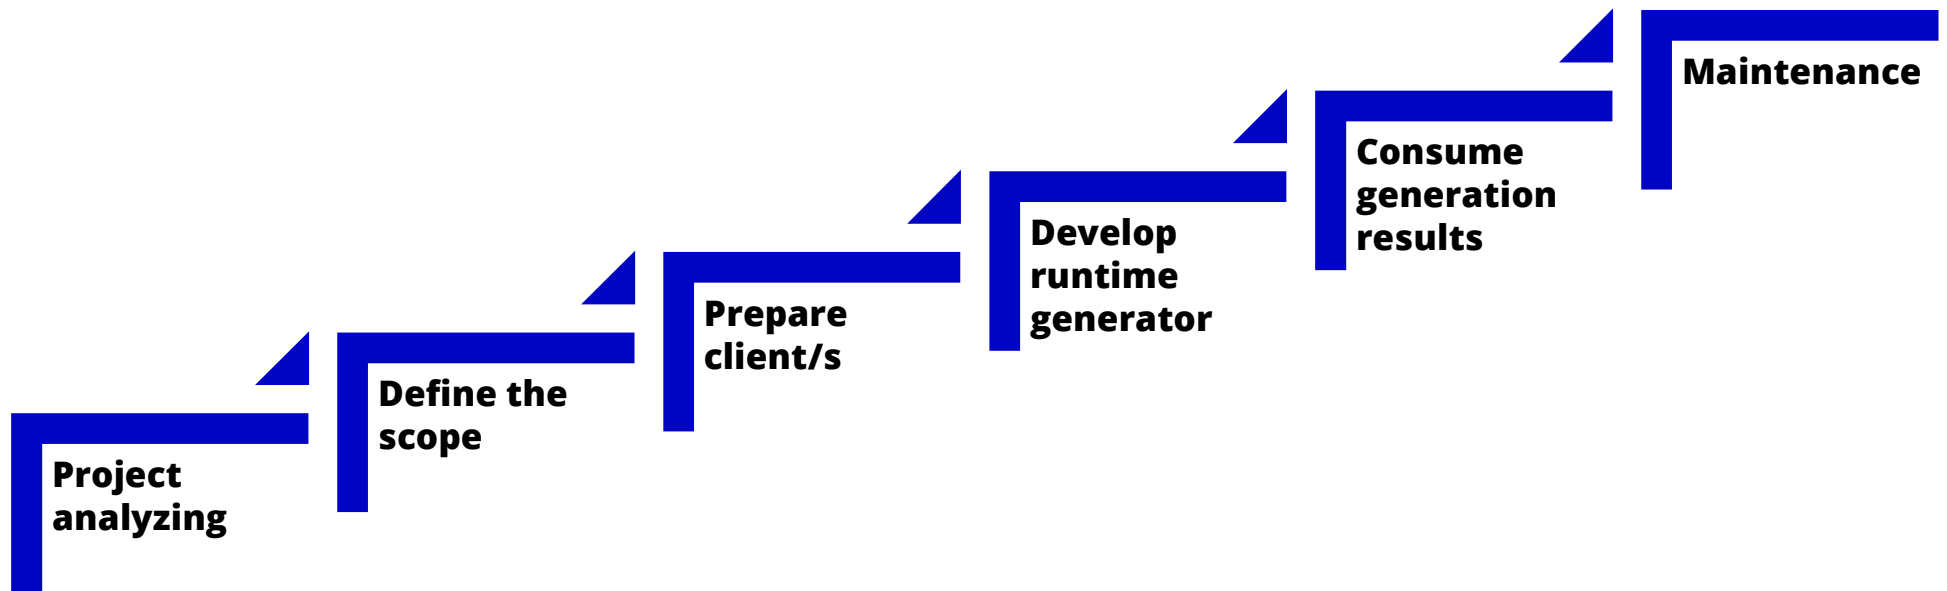 Project
analyzing
Define the
scope
Prepare
client/s
Develop
runtime
generator
Consume
generation
results
Maintenance